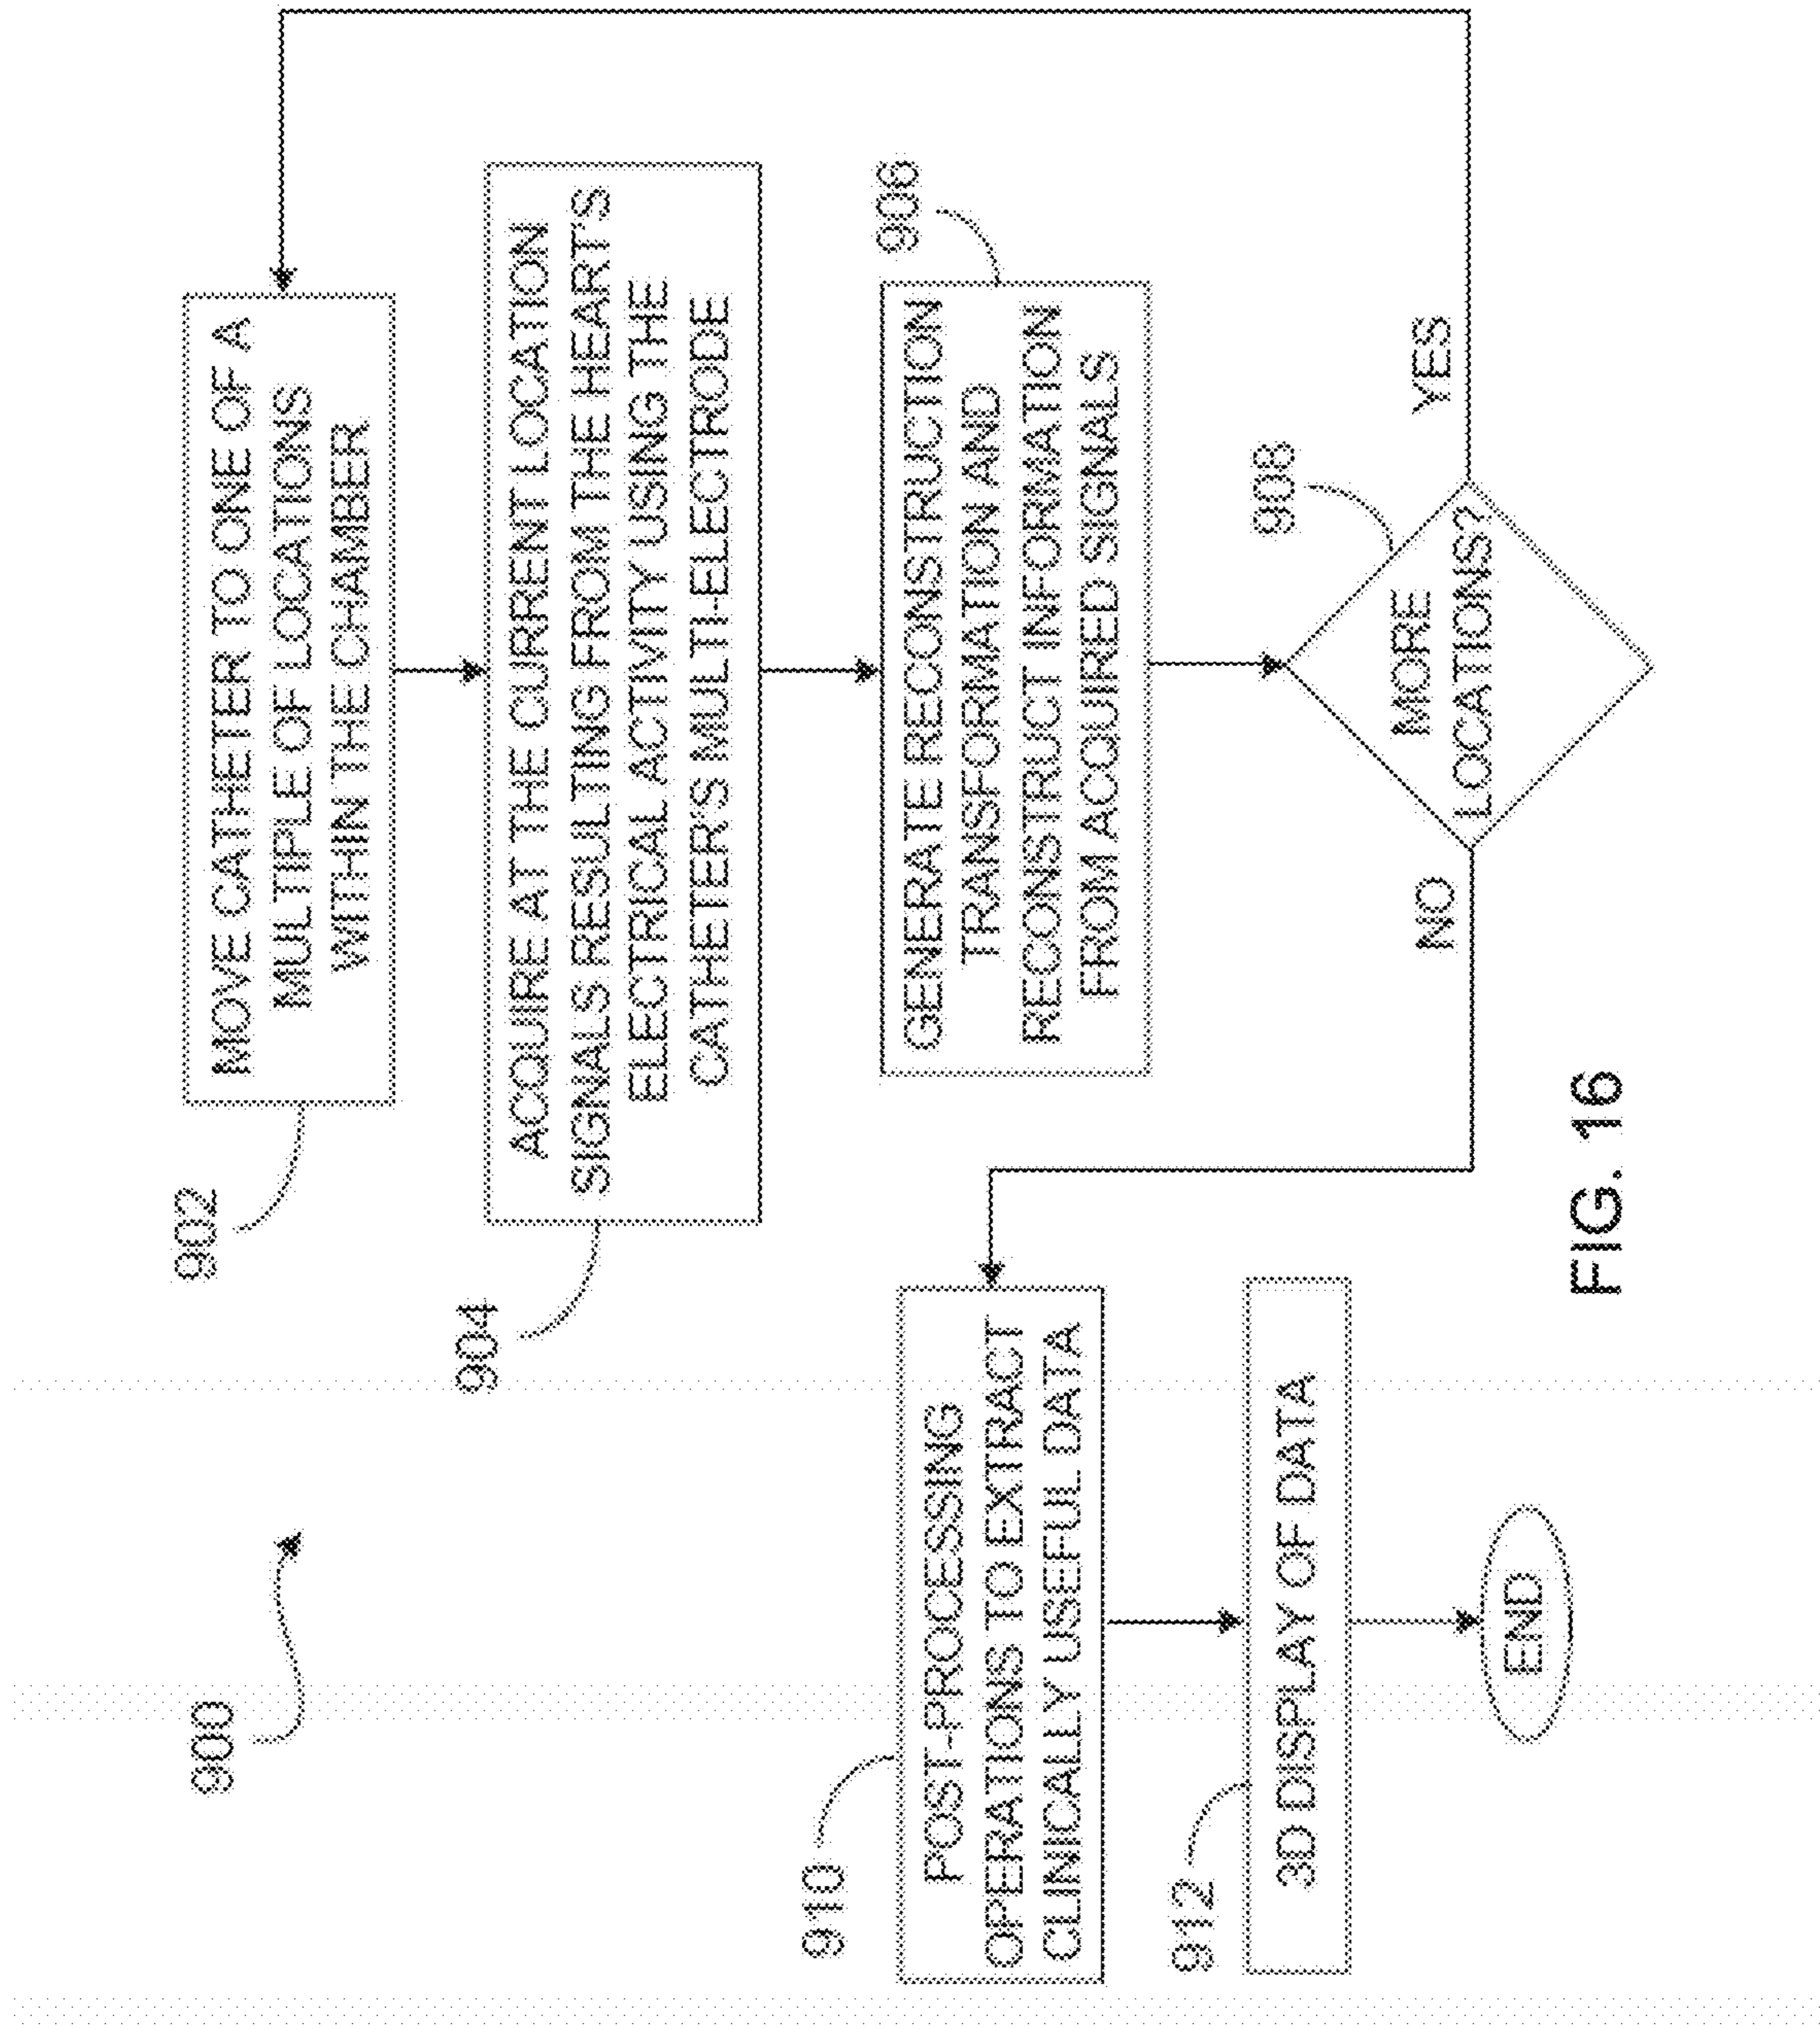 900
902
MOVE CATHETER TO ONE OF A
MULTIPLE OF LOCATIONS
WITHIN THE CHAMBER
904
ACQUIRE AT THE CURRENT LOCATION
SIGNALS RESULTING FROM THE HEART'S
ELECTRICAL ACTIVITY USING THE
CATHETER'S MULTI-ELECTRODE
906
GENERATE RECONSTRUCTION
TRANSFORMATION AND
RECONSTRUCT INFORMATION
FROM ACQUIRED SIGNALS
908
MORE
LOCATIONS?
NO
YES
910
POST-PROCESSING
OPERATIONS TO EXTRACT
CLINICALLY USEFUL DATA
912
3D DISPLAY OF DATA
END
FIG. 16